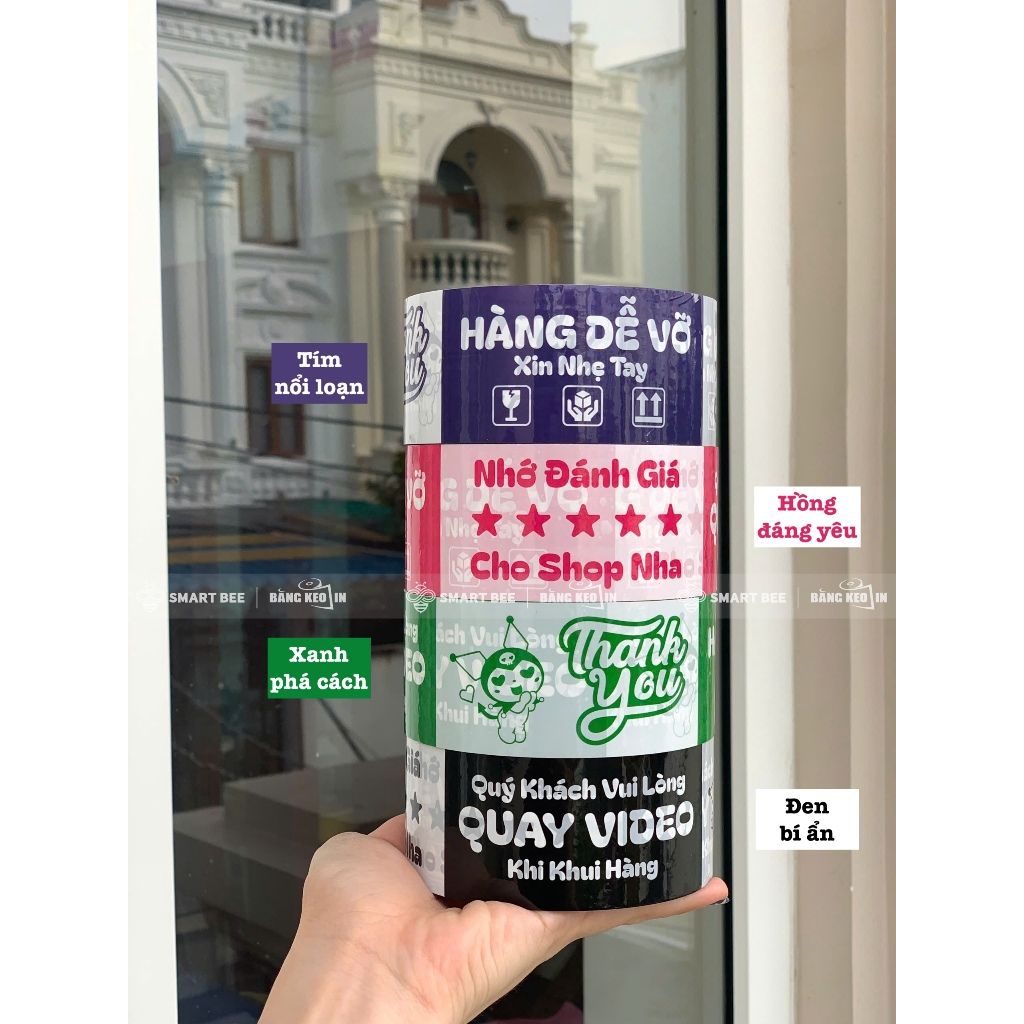 HÀNG DỄ VỠ
Xin Nhẹ Tay
Tím
nổi loạn
Nhớ Đánh Giá
Cho Shop Nha
Hồng
đáng yêu
SMART BEE | BĂNG KEO IN
SMART BEE | BĂNG KEO IN
SMART BEE | BĂNG KEO IN
Thank
You
Xanh
phá cách
Quý Khách Vui Lòng
QUAY VIDEO
Khi Khui Hàng
Đen
bí ẩn